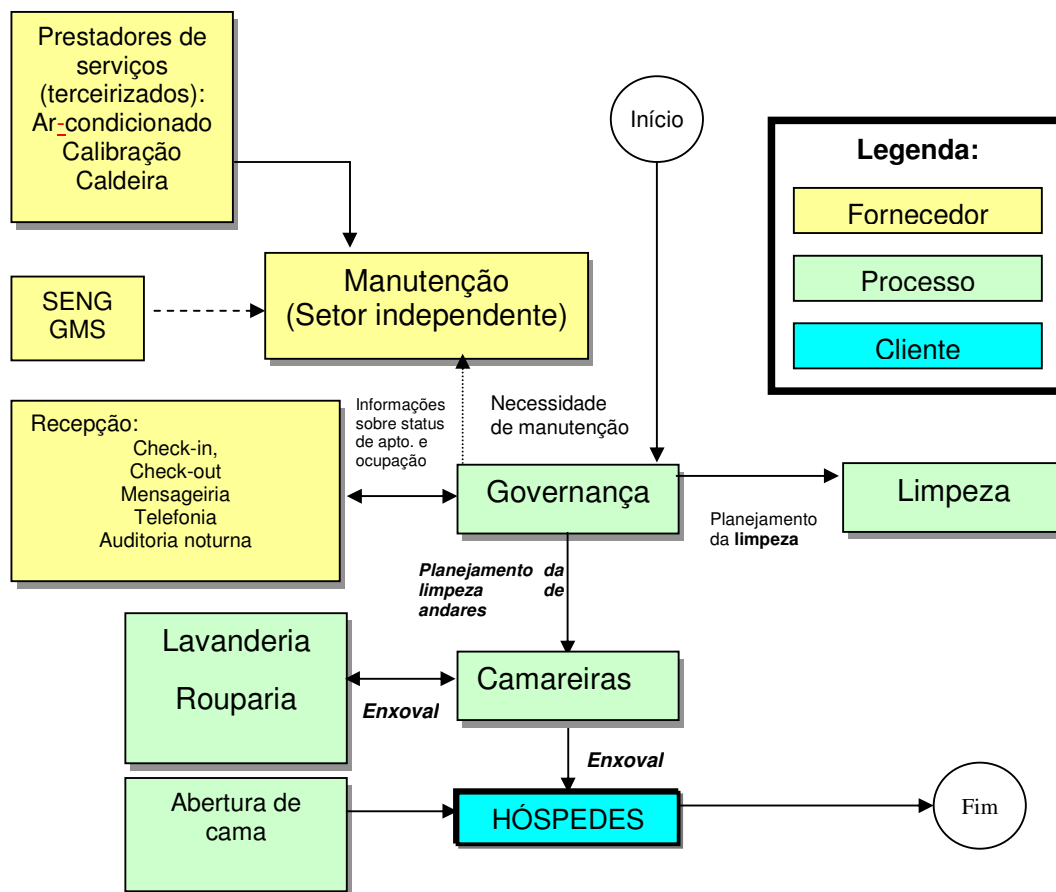 Prestadores de
serviços
(terceirizados):
Ar-condicionado
Calibração
Caldeira
Início
Legenda:
Fornecedor
Processo
Cliente
Manutenção
(Setor independente)
SENG
GMS
Recepção:
Check-in,
Check-out
Mensageiria
Telefonia
Auditoria noturna
Informações
sobre status
de apto. e
ocupação
Necessidade
de manutenção
Governança
Limpeza
Planejamento
da limpeza
Planejamento da
limpeza de
andares
Lavanderia
Rouparia
Camareiras
Enxoval
Enxoval
Abertura de
cama
HÓSPEDES
Fim